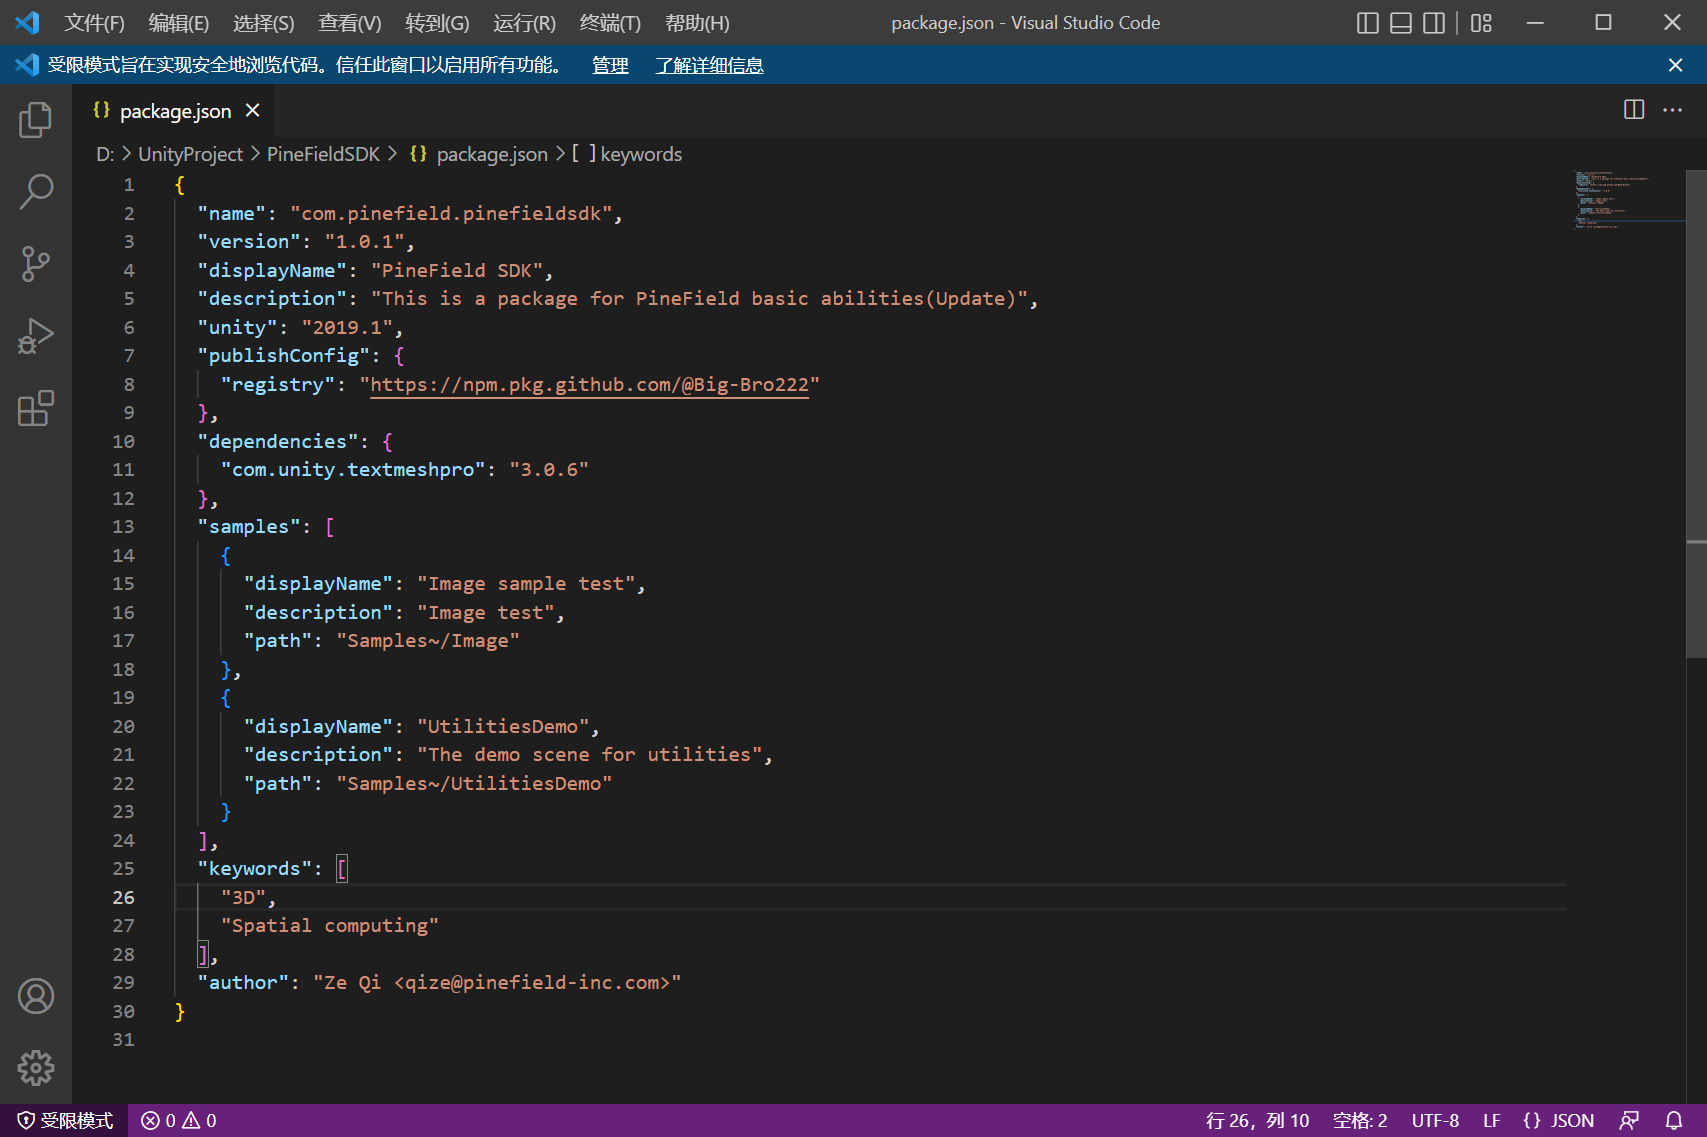 文件(F) 编辑(E) 选择(S) 查看(V) 转到(G) 运行(R) 终端(T) 帮助(H) package.json - Visual Studio Code
受限模式旨在实现安全地浏览代码。信任此窗口以启用所有功能。 管理 了解详细信息
{} package.json
D: > UnityProject > PineFieldSDK > {} package.json > [ ] keywords
1 {
2 "name": "com.pinefield.pinefieldsdk",
3 "version": "1.0.1",
4 "displayName": "PineField SDK",
5 "description": "This is a package for PineField basic abilities(Update)",
6 "unity": "2019.1",
7 "publishConfig": {
8 "registry": "https://npm.pkg.github.com/@Big-Bro222"
9 },
10 "dependencies": {
11 "com.unity.textmeshpro": "3.0.6"
12 },
13 "samples": [
14 {
15 "displayName": "Image sample test",
16 "description": "Image test",
17 "path": "Samples~/Image"
18 },
19 {
20 "displayName": "UtilitiesDemo",
21 "description": "The demo scene for utilities",
22 "path": "Samples~/UtilitiesDemo"
23 }
24 ],
25 "keywords": [
26 "3D",
27 "Spatial computing"
28 ],
29 "author": "Ze Qi <qize@pinefield-inc.com>"
30 }
31
受限模式 0 0 行 26，列 10 空格: 2 UTF-8 LF {} JSON